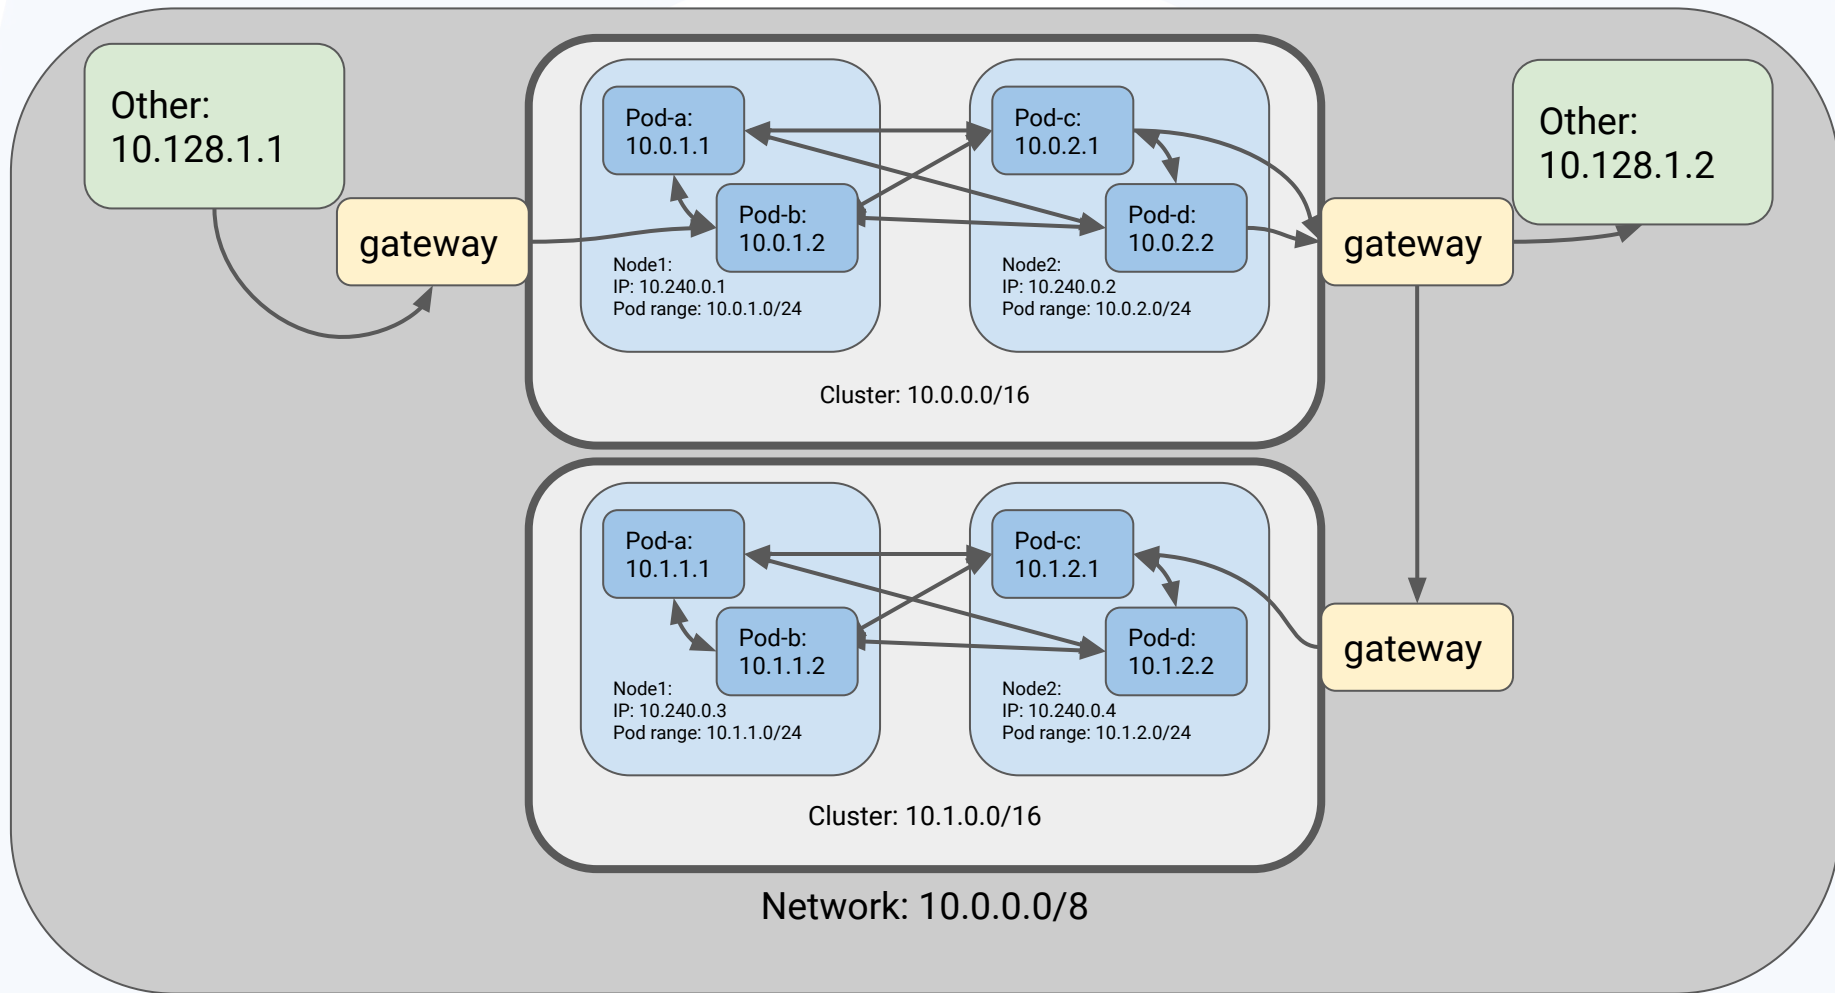 Other:
10.128.1.1
gateway
Pod-a:
10.0.1.1
Pod-b:
10.0.1.2
Node1:
IP: 10.240.0.1
Pod range: 10.0.1.0/24
Pod-c:
10.0.2.1
Pod-d:
10.0.2.2
Node2:
IP: 10.240.0.2
Pod range: 10.0.2.0/24
Cluster: 10.0.0.0/16
gateway
Other:
10.128.1.2
Pod-a:
10.1.1.1
Pod-b:
10.1.1.2
Node1:
IP: 10.240.0.3
Pod range: 10.1.1.0/24
Pod-c:
10.1.2.1
Pod-d:
10.1.2.2
Node2:
IP: 10.240.0.4
Pod range: 10.1.2.0/24
Cluster: 10.1.0.0/16
gateway
Network: 10.0.0.0/8